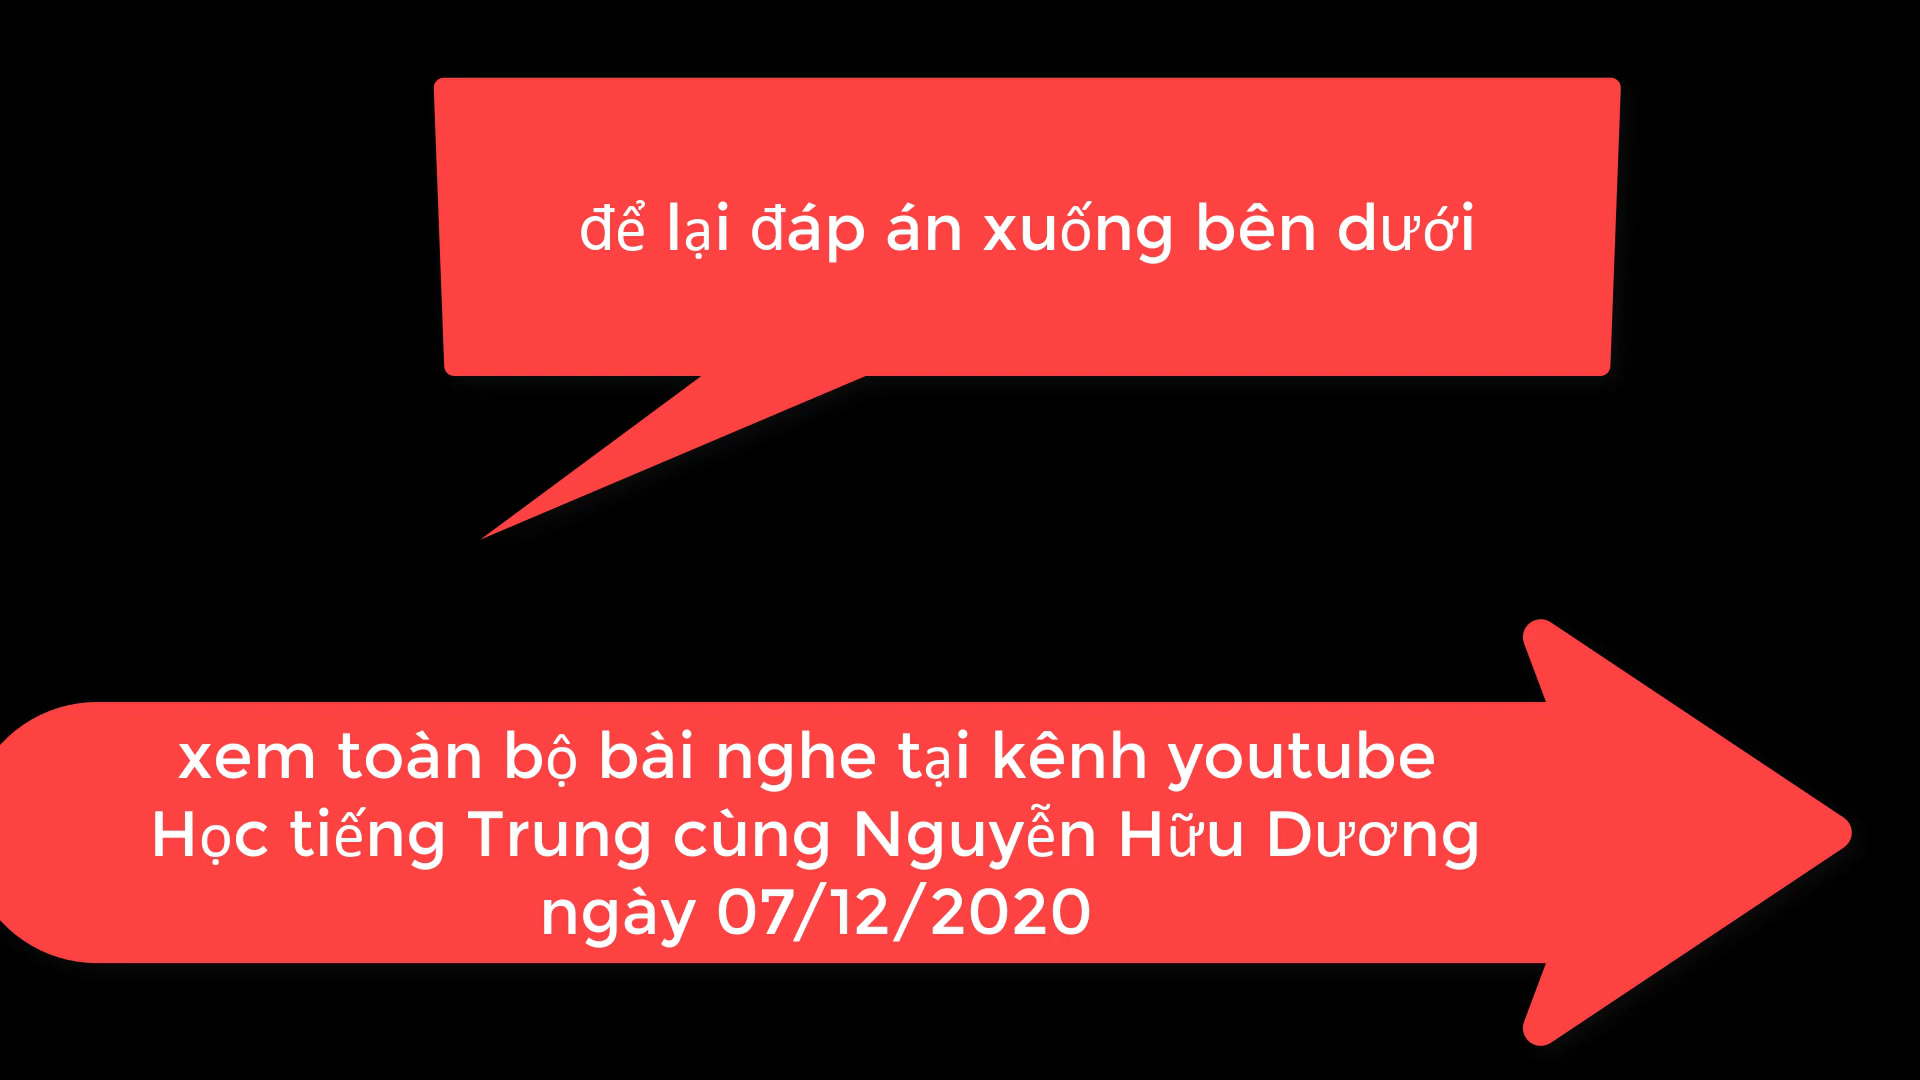 để lại đáp án xuống bên dưới
xem toàn bộ bài nghe tại kênh youtube
Học tiếng Trung cùng Nguyễn Hữu Dương
ngày 07/12/2020